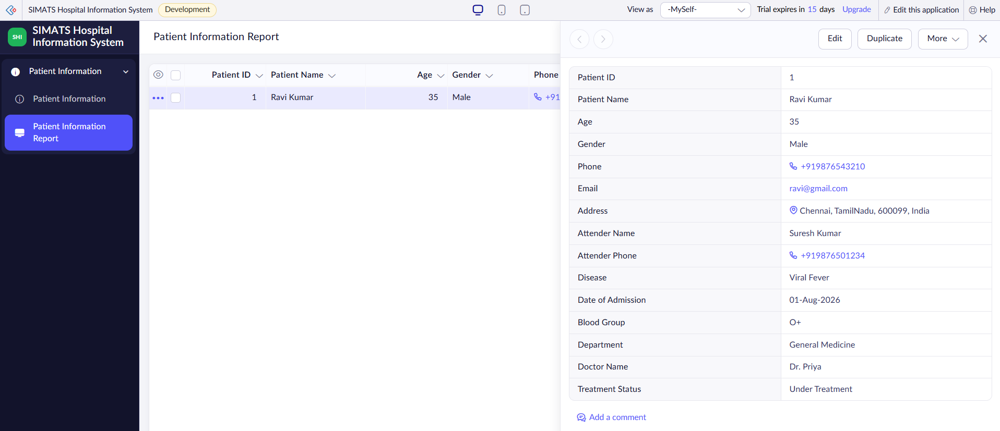 SIMATS Hospital Information System Development View as -MySelf- Trial expires in 15 days Upgrade Edit this application Help
SHI SIMATS Hospital
Information System
Patient Information
Patient Information
Patient Information
Report
Patient Information Report
Patient ID Patient Name Age Gender Phone
1 Ravi Kumar 35 Male +91
Edit Duplicate More
Patient ID 1
Patient Name Ravi Kumar
Age 35
Gender Male
Phone +919876543210
Email ravi@gmail.com
Address Chennai, TamilNadu, 600099, India
Attender Name Suresh Kumar
Attender Phone +919876501234
Disease Viral Fever
Date of Admission 01-Aug-2026
Blood Group O+
Department General Medicine
Doctor Name Dr. Priya
Treatment Status Under Treatment
Add a comment